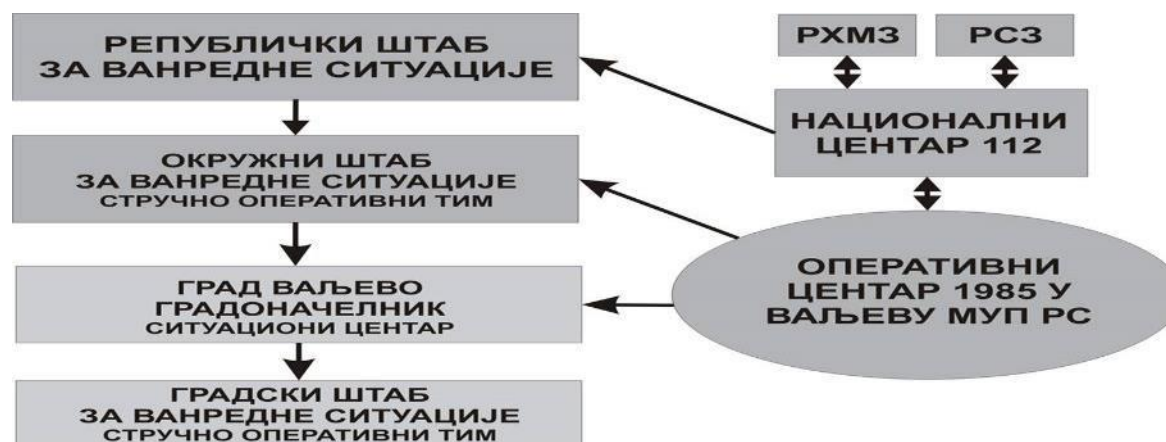 РЕПУБЛИЧКИ ШТАБ
ЗА ВАНРЕДНЕ СИТУАЦИЈЕ
ОКРУЖНИ ШТАБ
ЗА ВАНРЕДНЕ СИТУАЦИЈЕ
СТРУЧНО ОПЕРАТИВНИ ТИМ
ГРАД ВАЉЕВО
ГРАДОНАЧЕЛНИК
СИТУАЦИОНИ ЦЕНТАР
ГРАДСКИ ШТАБ
ЗА ВАНРЕДНЕ СИТУАЦИЈЕ
СТРУЧНО ОПЕРАТИВНИ ТИМ
РХМЗ
РСЗ
НАЦИОНАЛНИ
ЦЕНТАР 112
ОПЕРАТИВНИ
ЦЕНТАР 1985 У
ВАЉЕВУ МУП РС